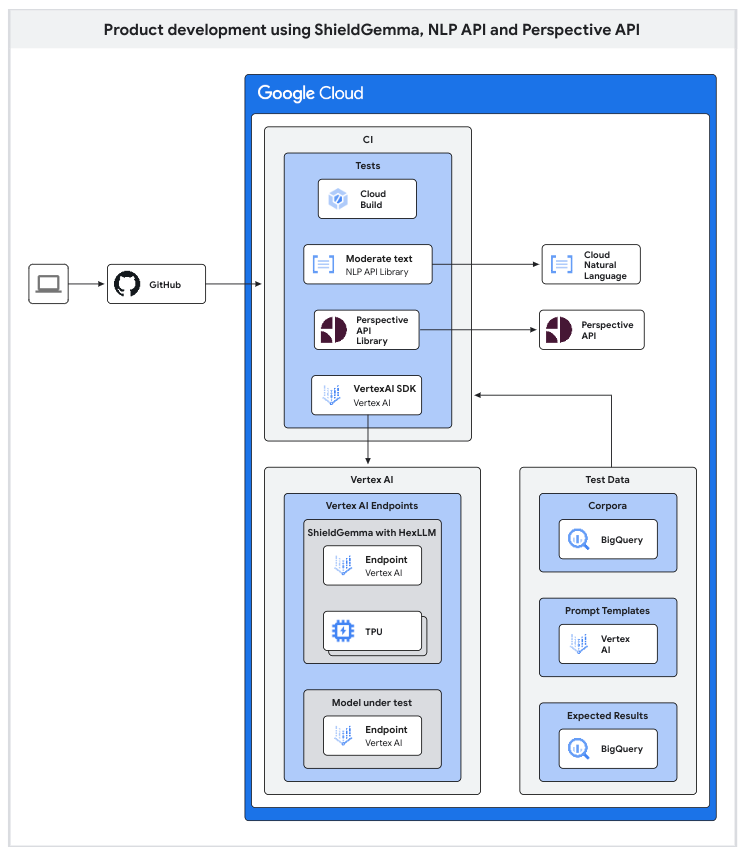 Product development using ShieldGemma, NLP API and Perspective API
Google Cloud
CI
Tests
Cloud
Build
Moderate text
NLP API Library
Cloud
Natural
Language
GitHub
Perspective
API
Library
Perspective
API
VertexAI SDK
Vertex AI
Vertex AI
Vertex AI Endpoints
ShieldGemma with HexLLM
Endpoint
Vertex AI
TPU
Model under test
Endpoint
Vertex AI
Test Data
Corpora
BigQuery
Prompt Templates
Vertex
AI
Expected Results
BigQuery